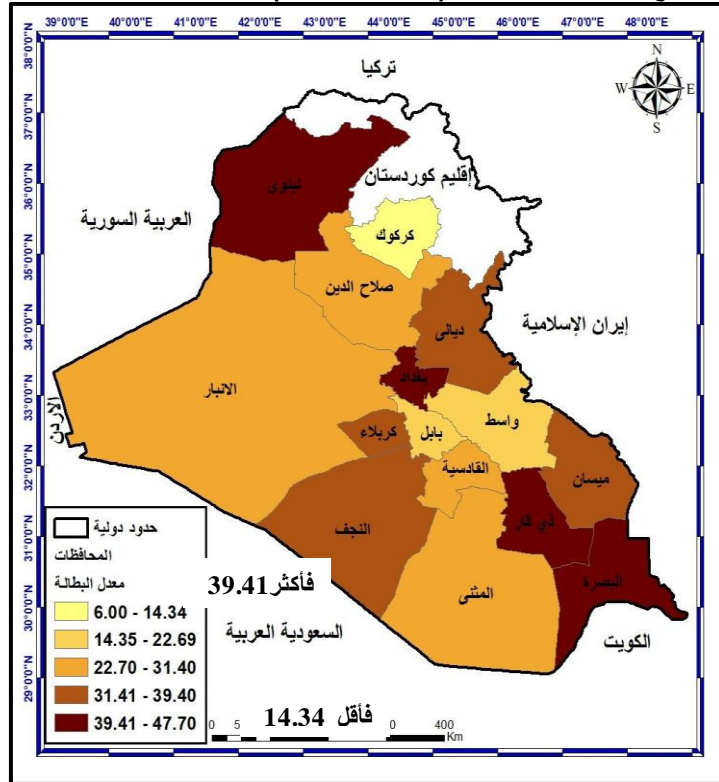 39°0'0"E 40°0'0"E 41°0'0"E 42°0'0"E 43°0'0"E 44°0'0"E 45°0'0"E 46°0'0"E 47°0'0"E 48°0'0"E
38°0'0"N
37°0'0"N
36°0'0"N
35°0'0"N
34°0'0"N
33°0'0"N
32°0'0"N
31°0'0"N
30°0'0"N
29°0'0"N
N
W E
S
تركيا
إقليم كوردستان
نينوى
كركوك
العربية السورية
صلاح الدين
ديالى
إيران الإسلامية
بغداد
الانبار
واسط
بابل
كربلاء
الاردن
القادسية
ميسان
النجف
ذي قار
البصرة
المثنى
السعودية العربية
الكويت
حدود دولية
المحافظات
معدل البطالة
6.00 - 14.34
14.35 - 22.69
22.70 - 31.40
31.41 - 39.40
39.41 - 47.70
39.41فأكثر
14.34 فأقل
0 5 0 400
Km